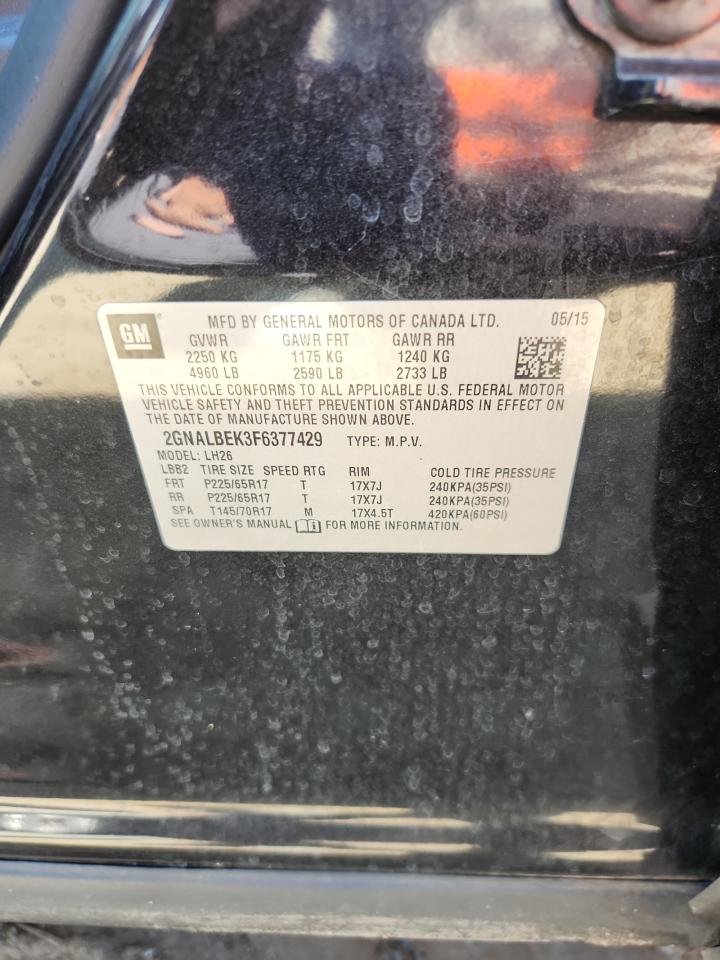 GM MFD BY GENERAL MOTORS OF CANADA LTD. 05/15
GVWR GAWR FRT GAWR RR
2250 KG 1175 KG 1240 KG
4960 LB 2590 LB 2733 LB
THIS VEHICLE CONFORMS TO ALL APPLICABLE U.S. FEDERAL MOTOR
VEHICLE SAFETY AND THEFT PREVENTION STANDARDS IN EFFECT ON
THE DATE OF MANUFACTURE SHOWN ABOVE.
2GNALBEK3F6377429 TYPE: M.P.V.
MODEL: LH26
LBB2 TIRE SIZE SPEED RTG RIM COLD TIRE PRESSURE
FRT P225/65R17 T 17X7J 240KPA(35PSI)
RR P225/65R17 T 17X7J 240KPA(35PSI)
SPA T145/70R17 M 17X4.5T 420KPA(60PSI)
SEE OWNER'S MANUAL FOR MORE INFORMATION.